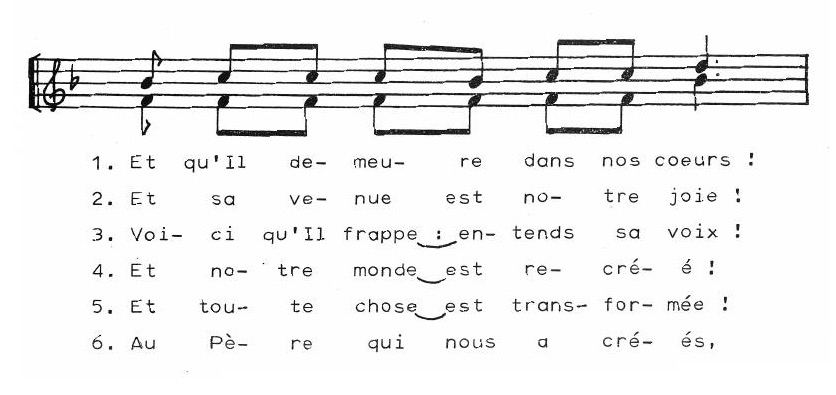 1. Et qu'Il de- meu- re dans nos coeurs !
2. Et sa ve- nue est no- tre joie !
3. Voi- ci qu'Il frappe : en- tends sa voix !
4. Et no- tre monde est re- cré- é !
5. Et tou- te chose est trans- for- mée !
6. Au Pè- re qui nous a cré- és,